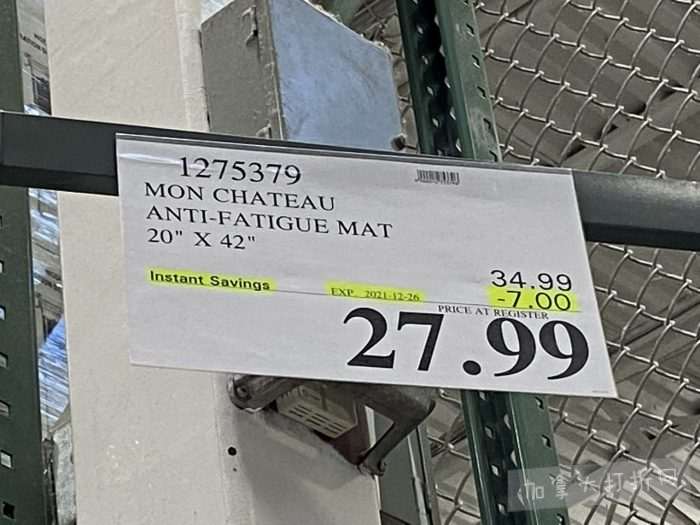 1275379
MON CHATEAU
ANTI-FATIGUE MAT
20" X 42"
34.99
Instant Savings EXP. 2021-12-26 -7.00
PRICE AT REGISTER
27.99
加拿大打折网